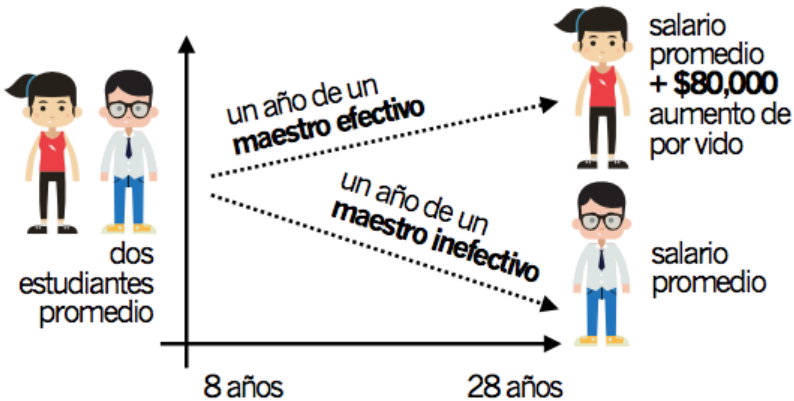 dos
estudiantes
promedio
un año de un
maestro efectivo
un año de un
maestro inefectivo
salario
promedio
+ $80,000
aumento de
por vido
salario
promedio
8 años
28 años